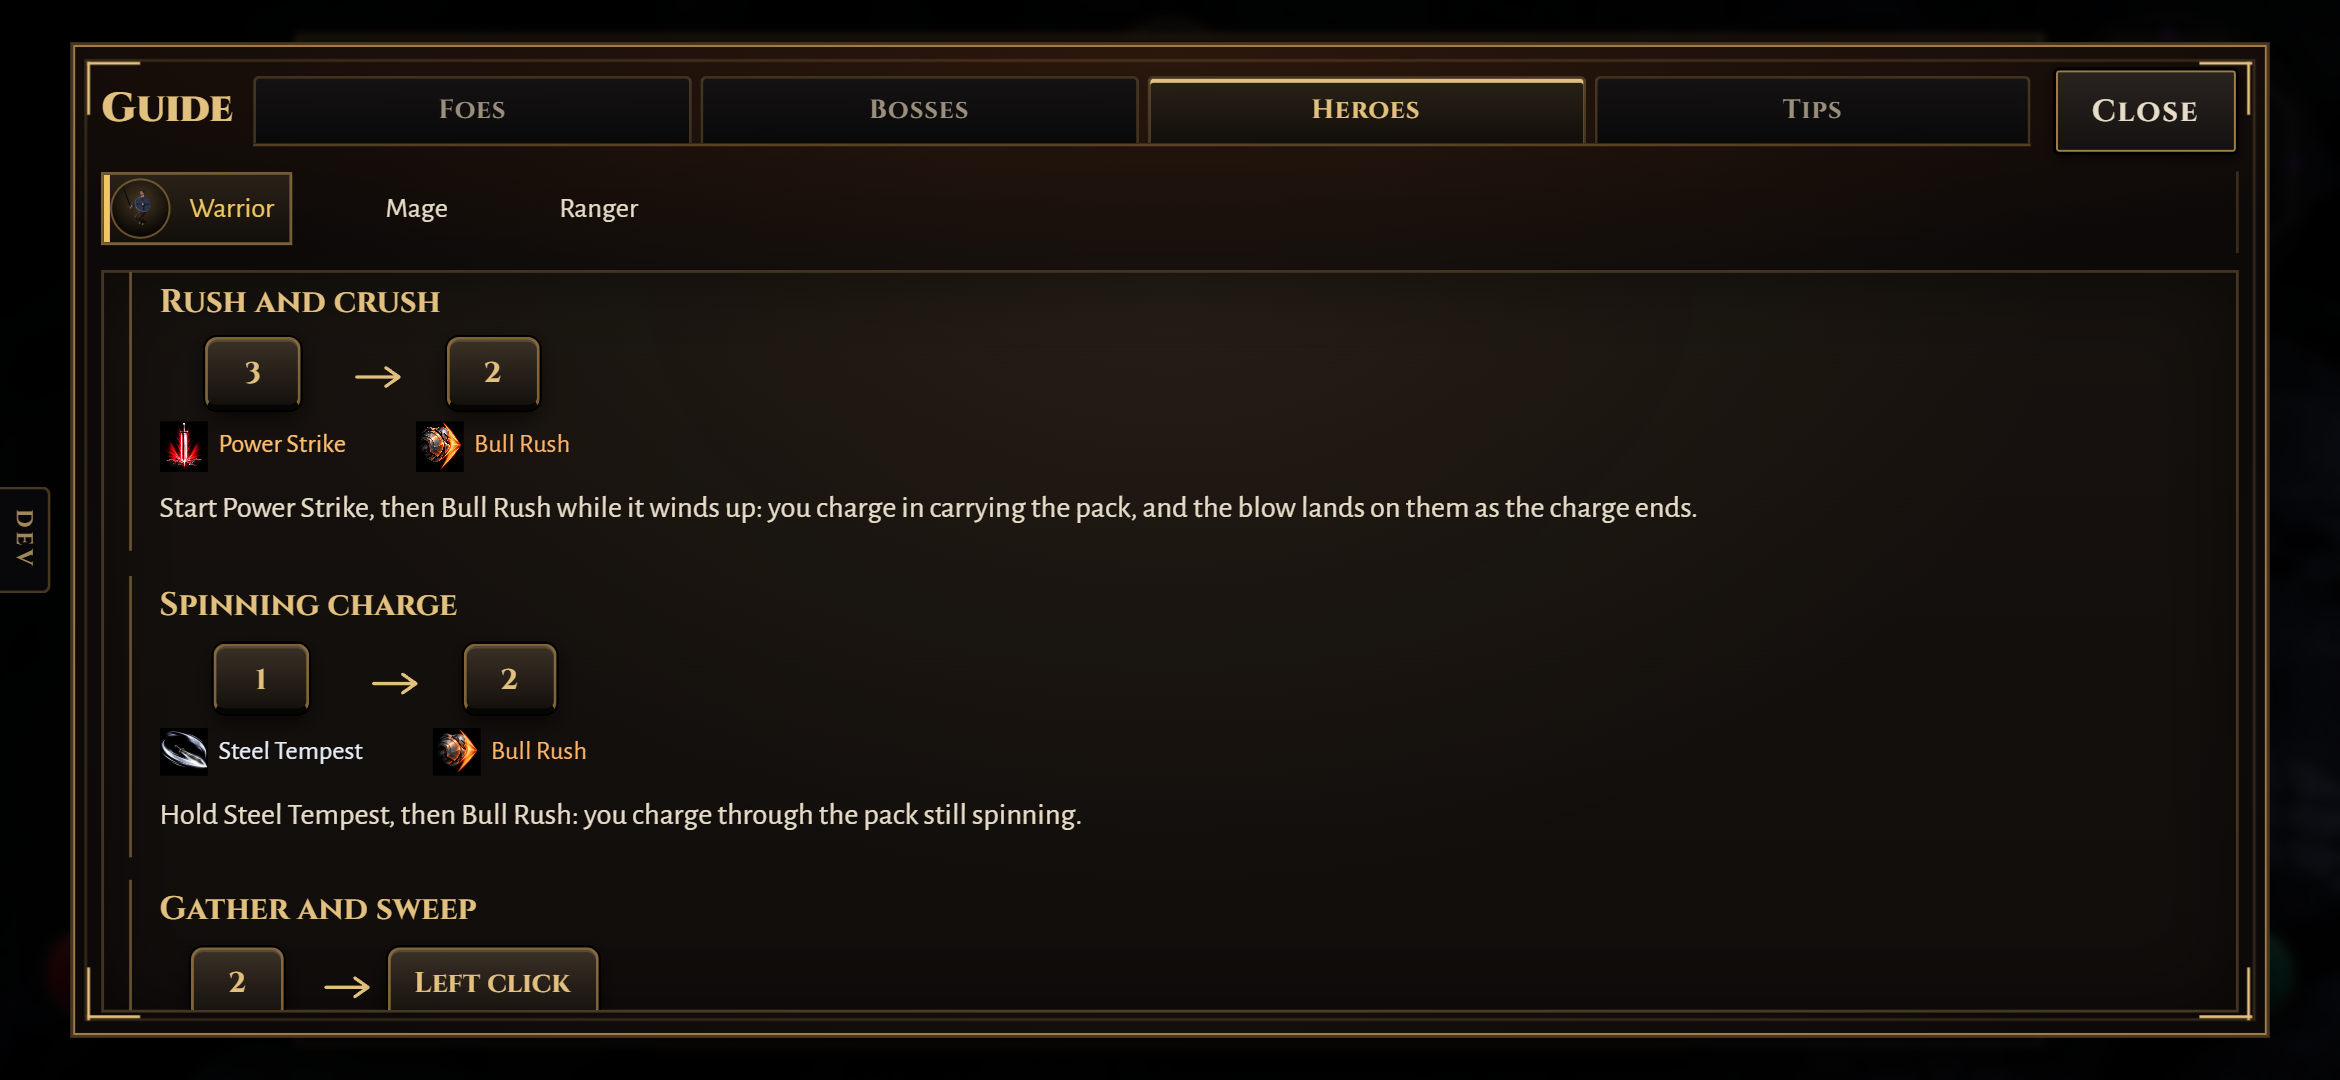 GUIDE
FOES
BOSSES
HEROES
TIPS
CLOSE
Warrior
Mage
Ranger
RUSH AND CRUSH
3 → 2
Power Strike
Bull Rush
Start Power Strike, then Bull Rush while it winds up: you charge in carrying the pack, and the blow lands on them as the charge ends.
DEV
SPINNING CHARGE
1 → 2
Steel Tempest
Bull Rush
Hold Steel Tempest, then Bull Rush: you charge through the pack still spinning.
GATHER AND SWEEP
2 → LEFT CLICK